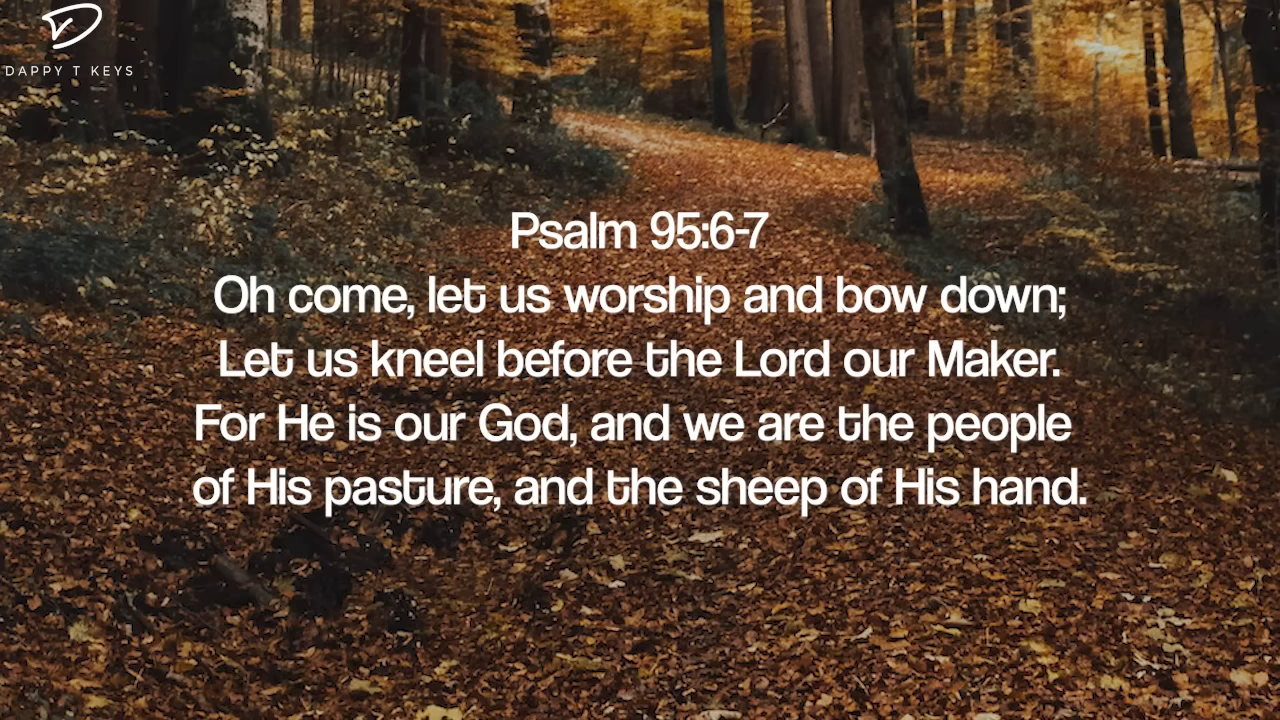 DAPPY T KEYS
Psalm 95:6-7
Oh come, let us worship and bow down;
Let us kneel before the Lord our Maker.
For He is our God, and we are the people
of His pasture, and the sheep of His hand.